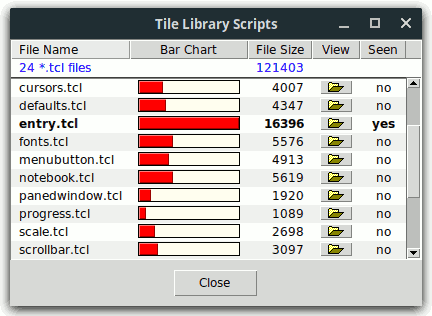 Tile Library Scripts
File Name Bar Chart File Size View Seen
24 *.tcl files 121403
cursors.tcl 4007 no
defaults.tcl 4347 no
entry.tcl 16396 yes
fonts.tcl 5576 no
menubutton.tcl 4913 no
notebook.tcl 5619 no
panedwindow.tcl 1920 no
progress.tcl 1089 no
scale.tcl 2698 no
scrollbar.tcl 3097 no
Close